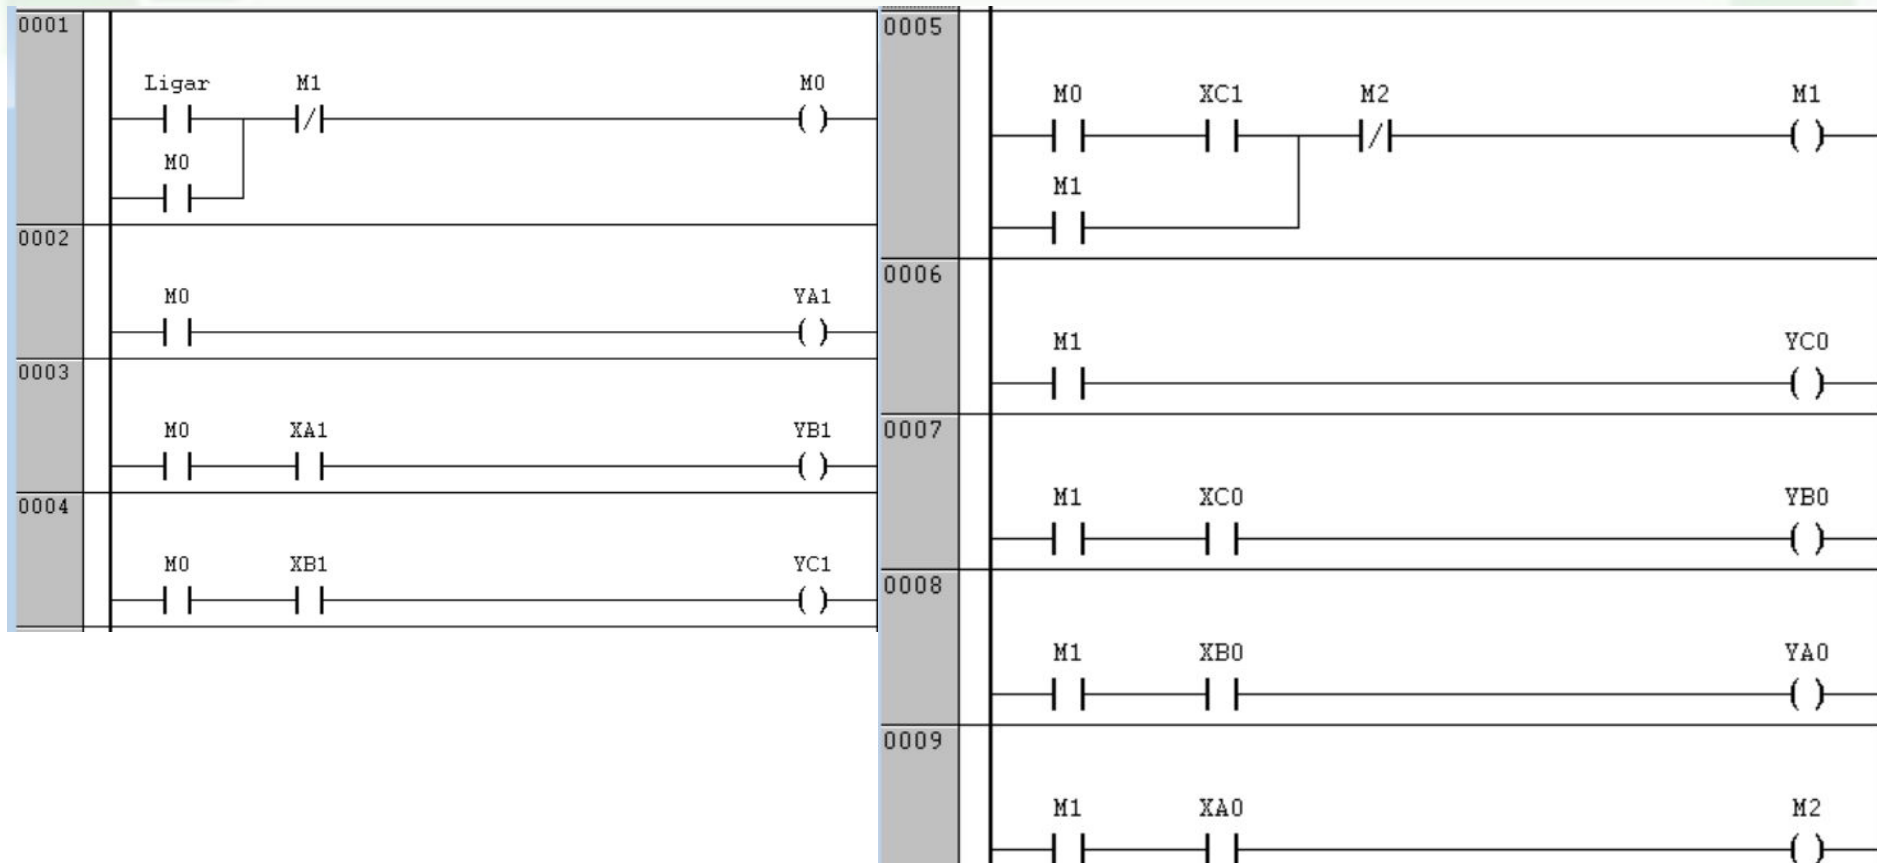 0001
Ligar M1 M0
M0
0002
M0 YA1
0003
M0 XA1 YB1
0004
M0 XB1 YC1
0005
M0 XC1 M2 M1
M1
0006
M1 YC0
0007
M1 XC0 YB0
0008
M1 XB0 YA0
0009
M1 XA0 M2